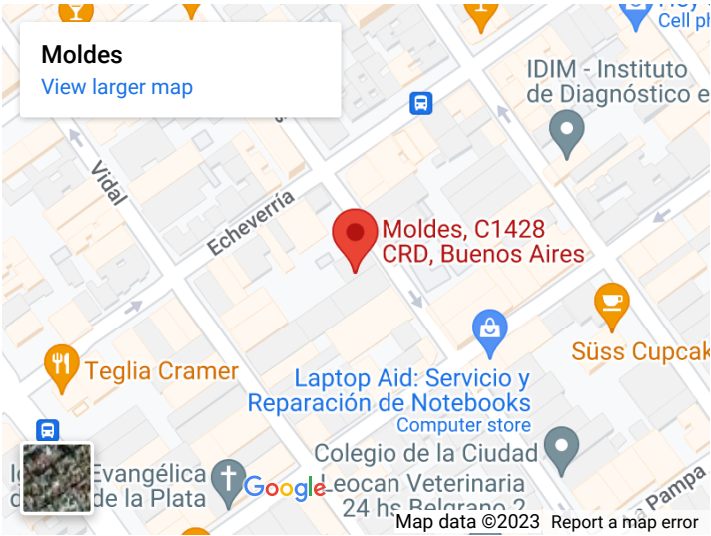 Moldes
View larger map
Cell
IDIM - Instituto
de Diagnóstico e
Vidal
Echeverría
Moldes, C1428
CRD, Buenos Aires
Süss Cupcak
Teglia Cramer
Laptop Aid: Servicio y
Reparación de Notebooks
Computer store
Colegio de la Ciudad
Evangélica
de la Plata
Google
Leocan Veterinaria
24 hs Belgrano 2
Pampa
Map data ©2023
Report a map error